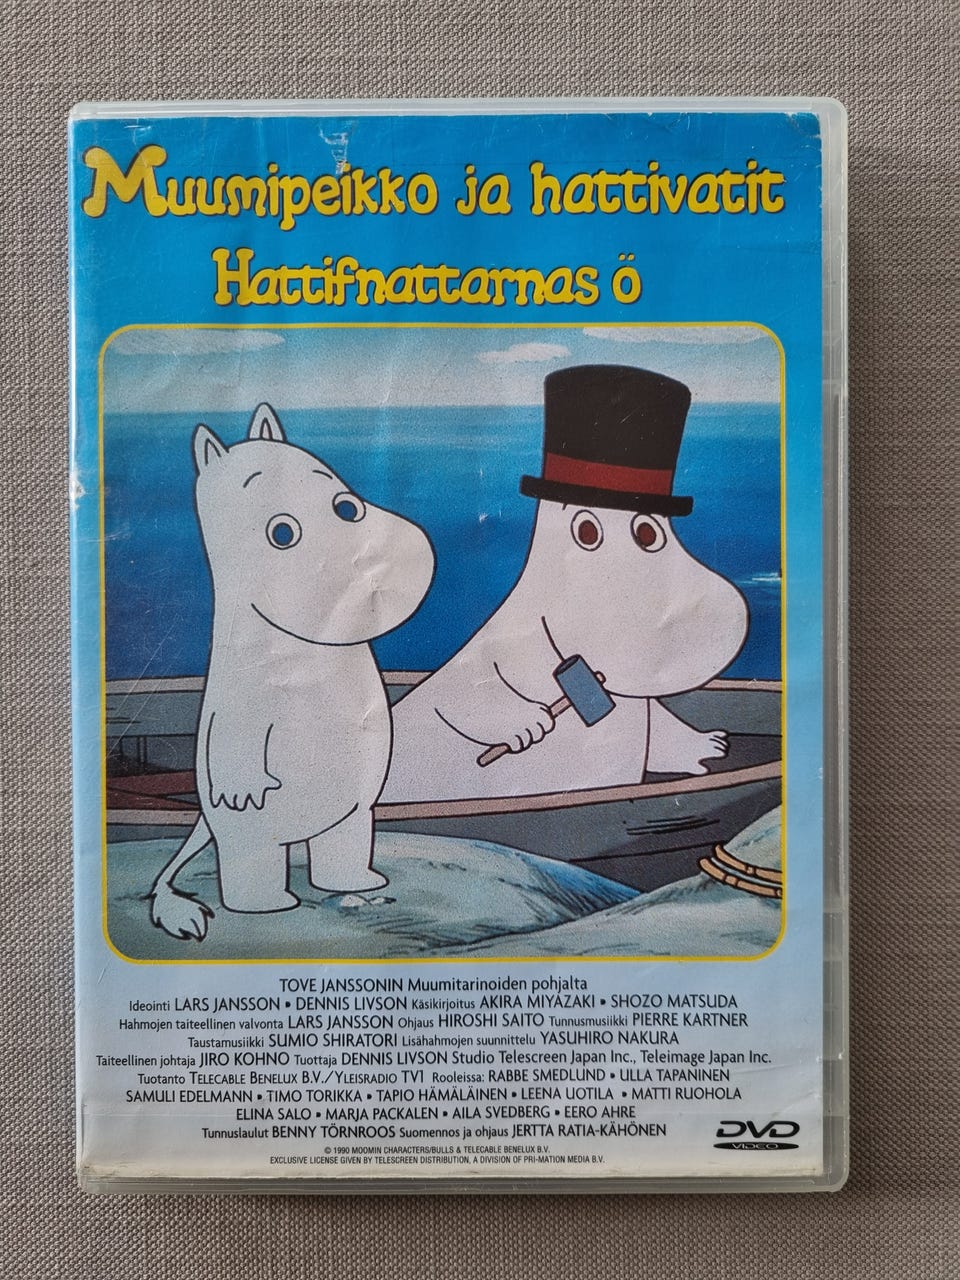 Muumipeikko ja hattivatit
Hattifnattarnas ö
TOVE JANSSONIN Muumitarinoiden pohjalta
Ideointi LARS JANSSON • DENNIS LIVSON Käsikirjoitus AKIRA MIYAZAKI • SHOZO MATSUDA
Hahmojen taiteellinen valvonta LARS JANSSON Ohjaus HIROSHI SAITO Tunnusmusiikki PIERRE KARTNER
Taustamusiikki SUMIO SHIRATORI Lisähahmojen suunnittelu YASUHIRO NAKURA
Taiteellinen johtaja JIRO KOHNO Tuottaja DENNIS LIVSON Studio Telescreen Japan Inc., Teleimage Japan Inc.
Tuotanto TELECABLE BENELUX B.V./YLEISRADIO TV1 Rooleissa: RABBE SMEDLUND • ULLA TAPANINEN
SAMULI EDELMANN • TIMO TORIKKA • TAPIO HÄMÄLÄINEN • LEENA UOTILA • MATTI RUOHOLA
ELINA SALO • MARJA PACKALEN • AILA SVEDBERG • EERO AHRE
Tunnuslaulut BENNY TÖRNROOS Suomennos ja ohjaus JERTTA RATIA-KÄHÖNEN
DVD
VIDEO
© 1990 MOOMIN CHARACTERS/BULLS & TELECABLE BENELUX B.V.
EXCLUSIVE LICENSE GIVEN BY TELESCREEN DISTRIBUTION, A DIVISION OF PRI-MATION MEDIA B.V.